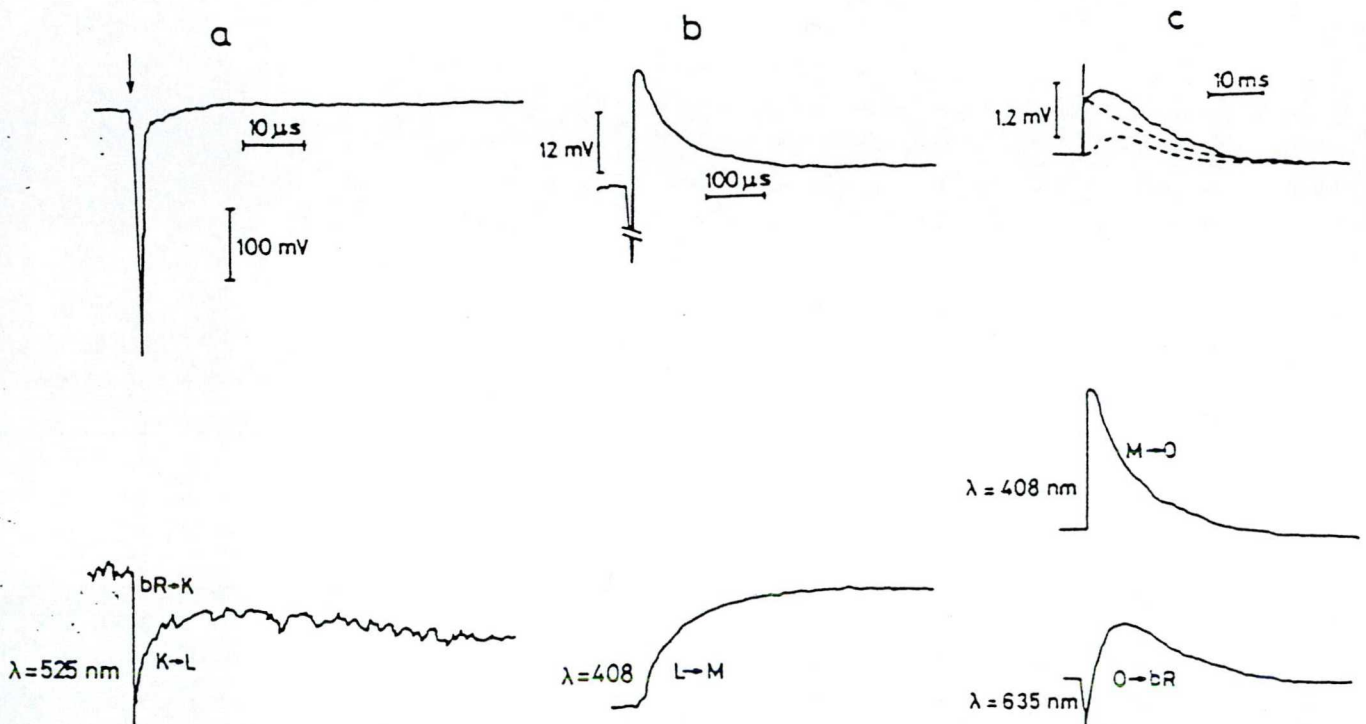 a
10 μs
100 mV
bR→K
K→L
λ=525 nm
b
12 mV
100 μs
L→M
λ=408
c
10 ms
1.2 mV
M→O
λ=408 nm
O→bR
λ=635 nm